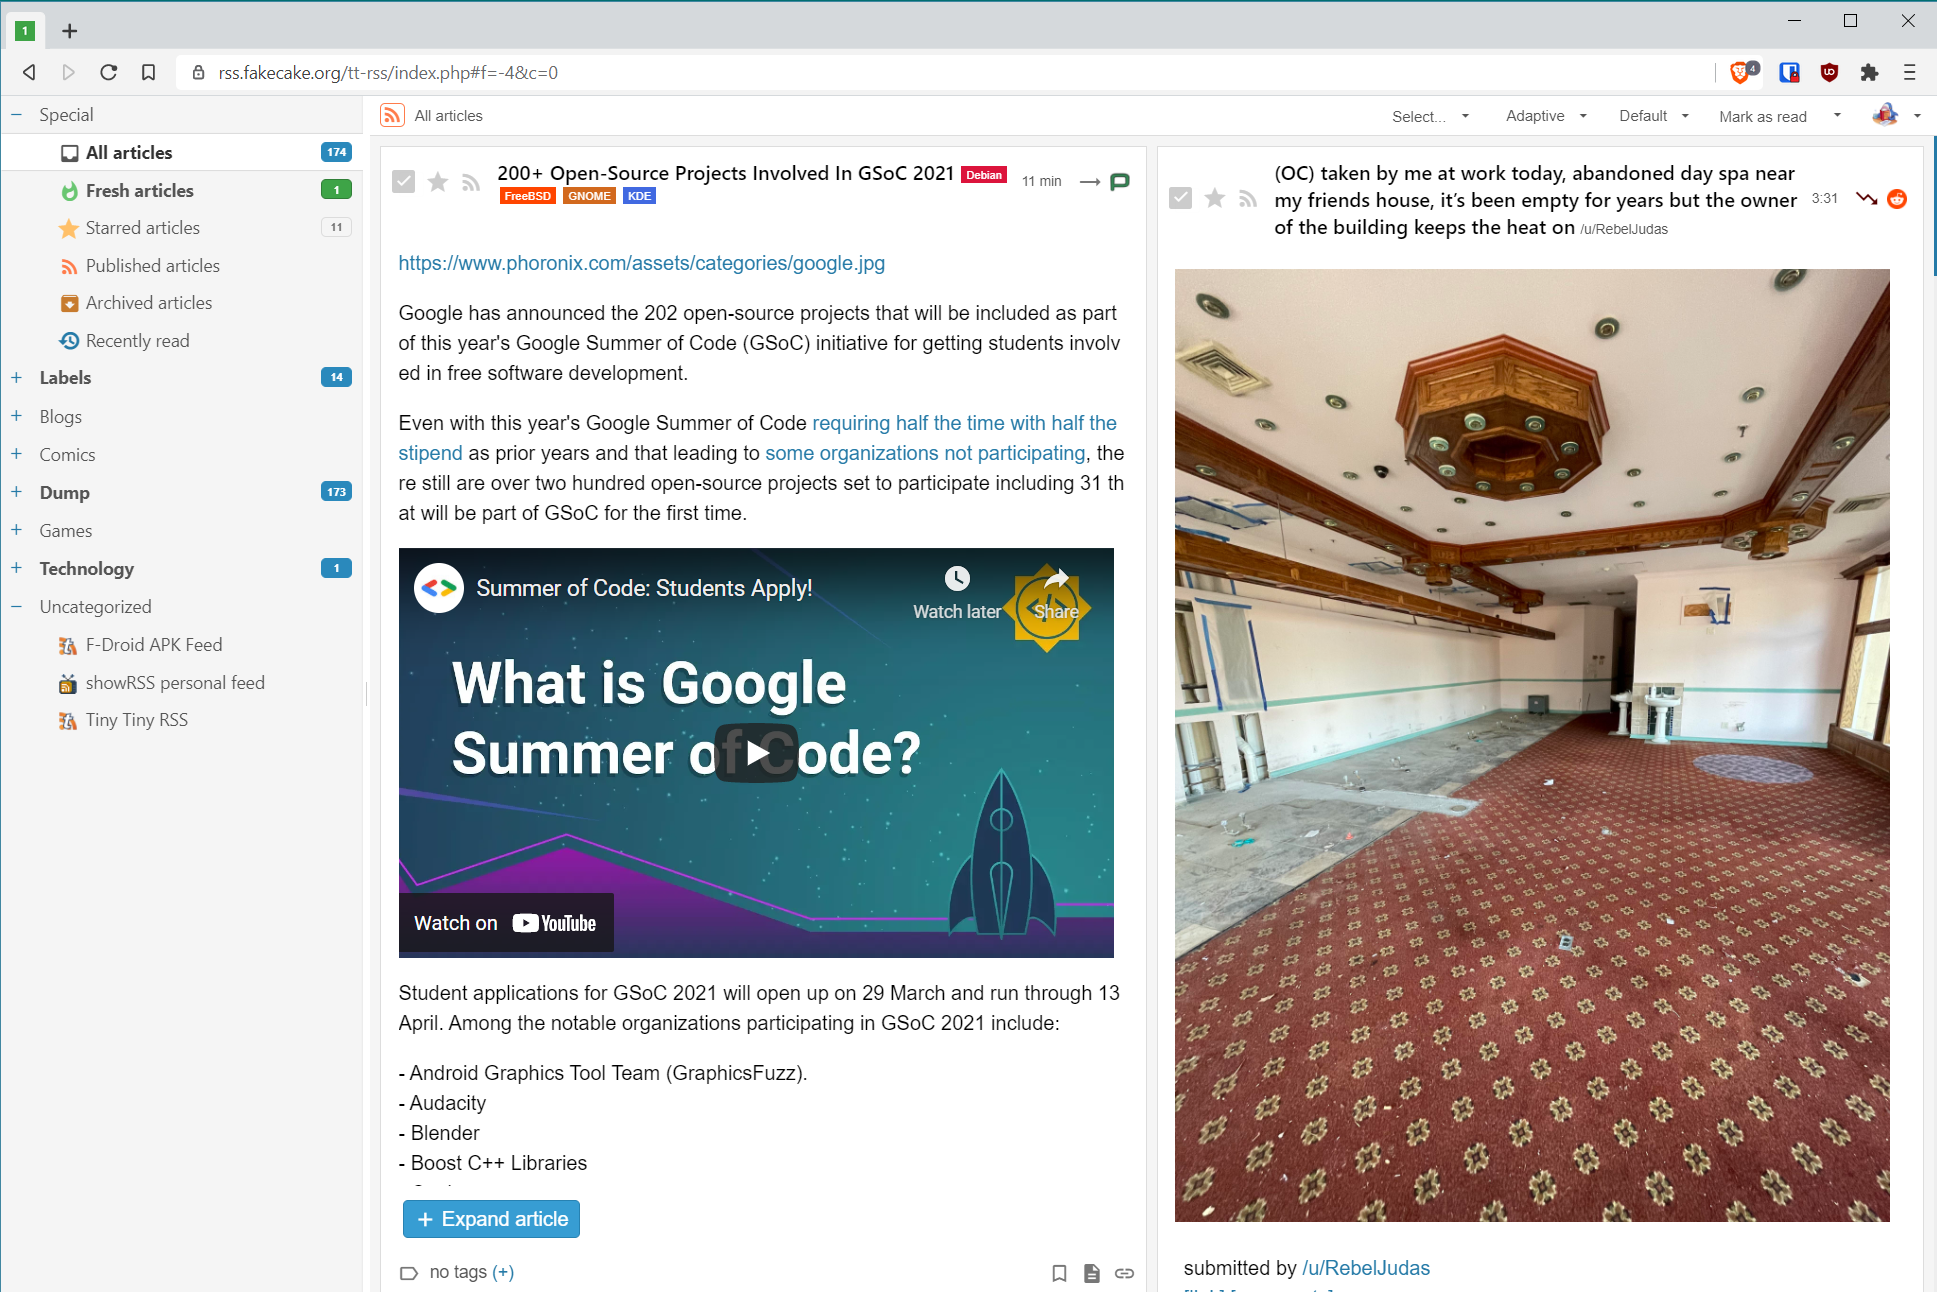 1
rss.fakecake.org/tt-rss/index.php#f=-4&c=0
4
Special
All articles
174
Fresh articles
1
Starred articles
11
Published articles
Archived articles
Recently read
Labels
14
Blogs
Comics
Dump
173
Games
Technology
1
Uncategorized
F-Droid APK Feed
showRSS personal feed
Tiny Tiny RSS
All articles
Select...
Adaptive
Default
Mark as read
200+ Open-Source Projects Involved In GSoC 2021 Debian
FreeBSD GNOME KDE
11 min
https://www.phoronix.com/assets/categories/google.jpg
Google has announced the 202 open-source projects that will be included as part
of this year's Google Summer of Code (GSoC) initiative for getting students involv
ed in free software development.
Even with this year's Google Summer of Code requiring half the time with half the
stipend as prior years and that leading to some organizations not participating, the
re still are over two hundred open-source projects set to participate including 31 th
at will be part of GSoC for the first time.
Summer of Code: Students Apply!
Watch later
Share
What is Google
Summer of Code?
Watch on YouTube
Student applications for GSoC 2021 will open up on 29 March and run through 13
April. Among the notable organizations participating in GSoC 2021 include:
- Android Graphics Tool Team (GraphicsFuzz).
- Audacity
- Blender
- Boost C++ Libraries
+ Expand article
no tags (+)
(OC) taken by me at work today, abandoned day spa near
my friends house, it’s been empty for years but the owner
of the building keeps the heat on /u/RebelJudas
3:31
submitted by /u/RebelJudas